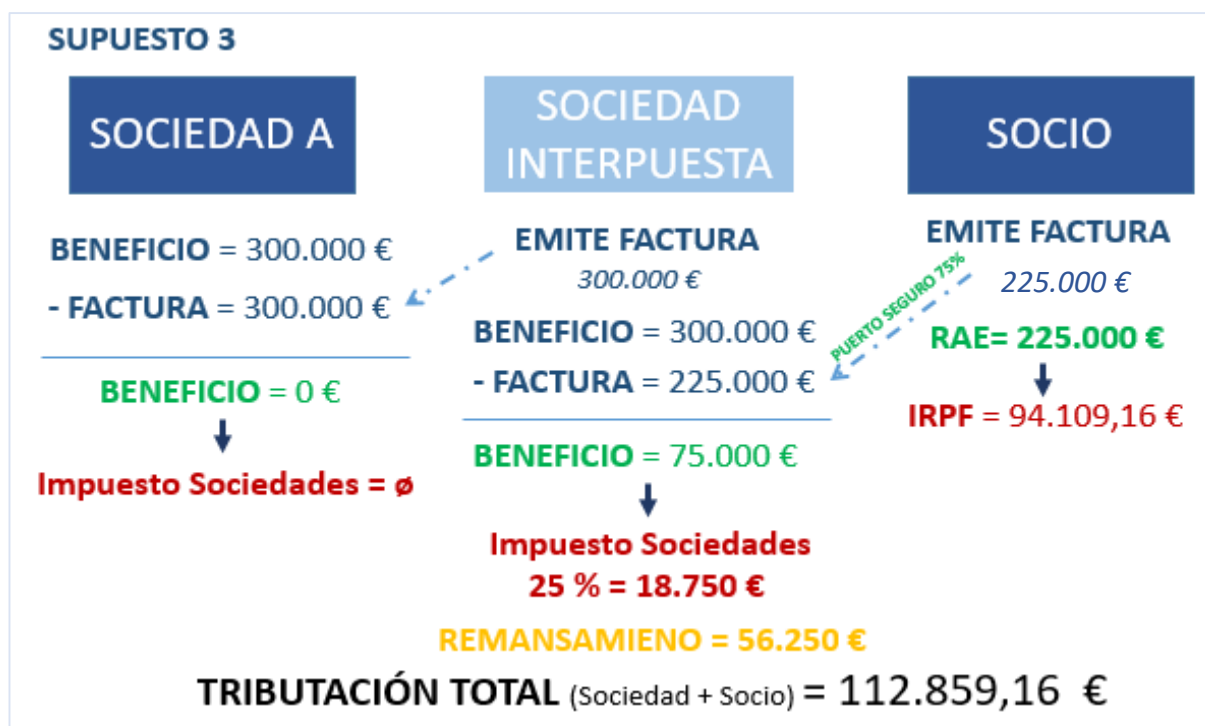 SUPUESTO 3
SOCIEDAD A
BENEFICIO = 300.000 €
- FACTURA = 300.000 €
BENEFICIO = 0 €
Impuesto Sociedades = ø
SOCIEDAD
INTERPUESTA
EMITE FACTURA
300.000 €
BENEFICIO = 300.000 €
- FACTURA = 225.000 €
BENEFICIO = 75.000 €
Impuesto Sociedades
25 % = 18.750 €
SOCIO
EMITE FACTURA
225.000 €
PUERTO SEGURO 75%
RAE= 225.000 €
IRPF = 94.109,16 €
REMANSAMIENO = 56.250 €
TRIBUTACIÓN TOTAL (Sociedad + Socio) = 112.859,16 €